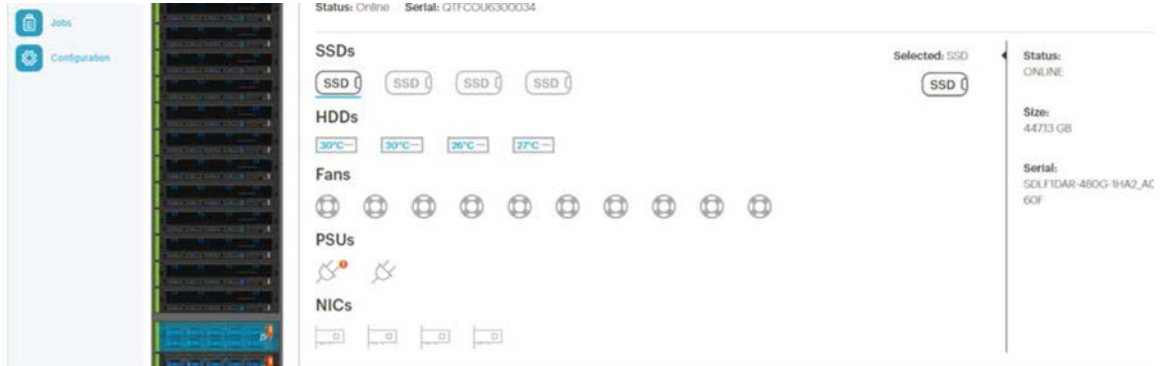 Status: Online Serial: QTFCOU6300034
Jobs
Configuration
SSDs
SSD SSD SSD SSD
HDDs
30°C 30°C 26°C 27°C
Fans
PSUs
NICs
Selected: SSD
SSD
Status:
ONLINE
Size:
447.13 GB
Serial:
SDLF1DAR-480G-1HA2_AC
60F